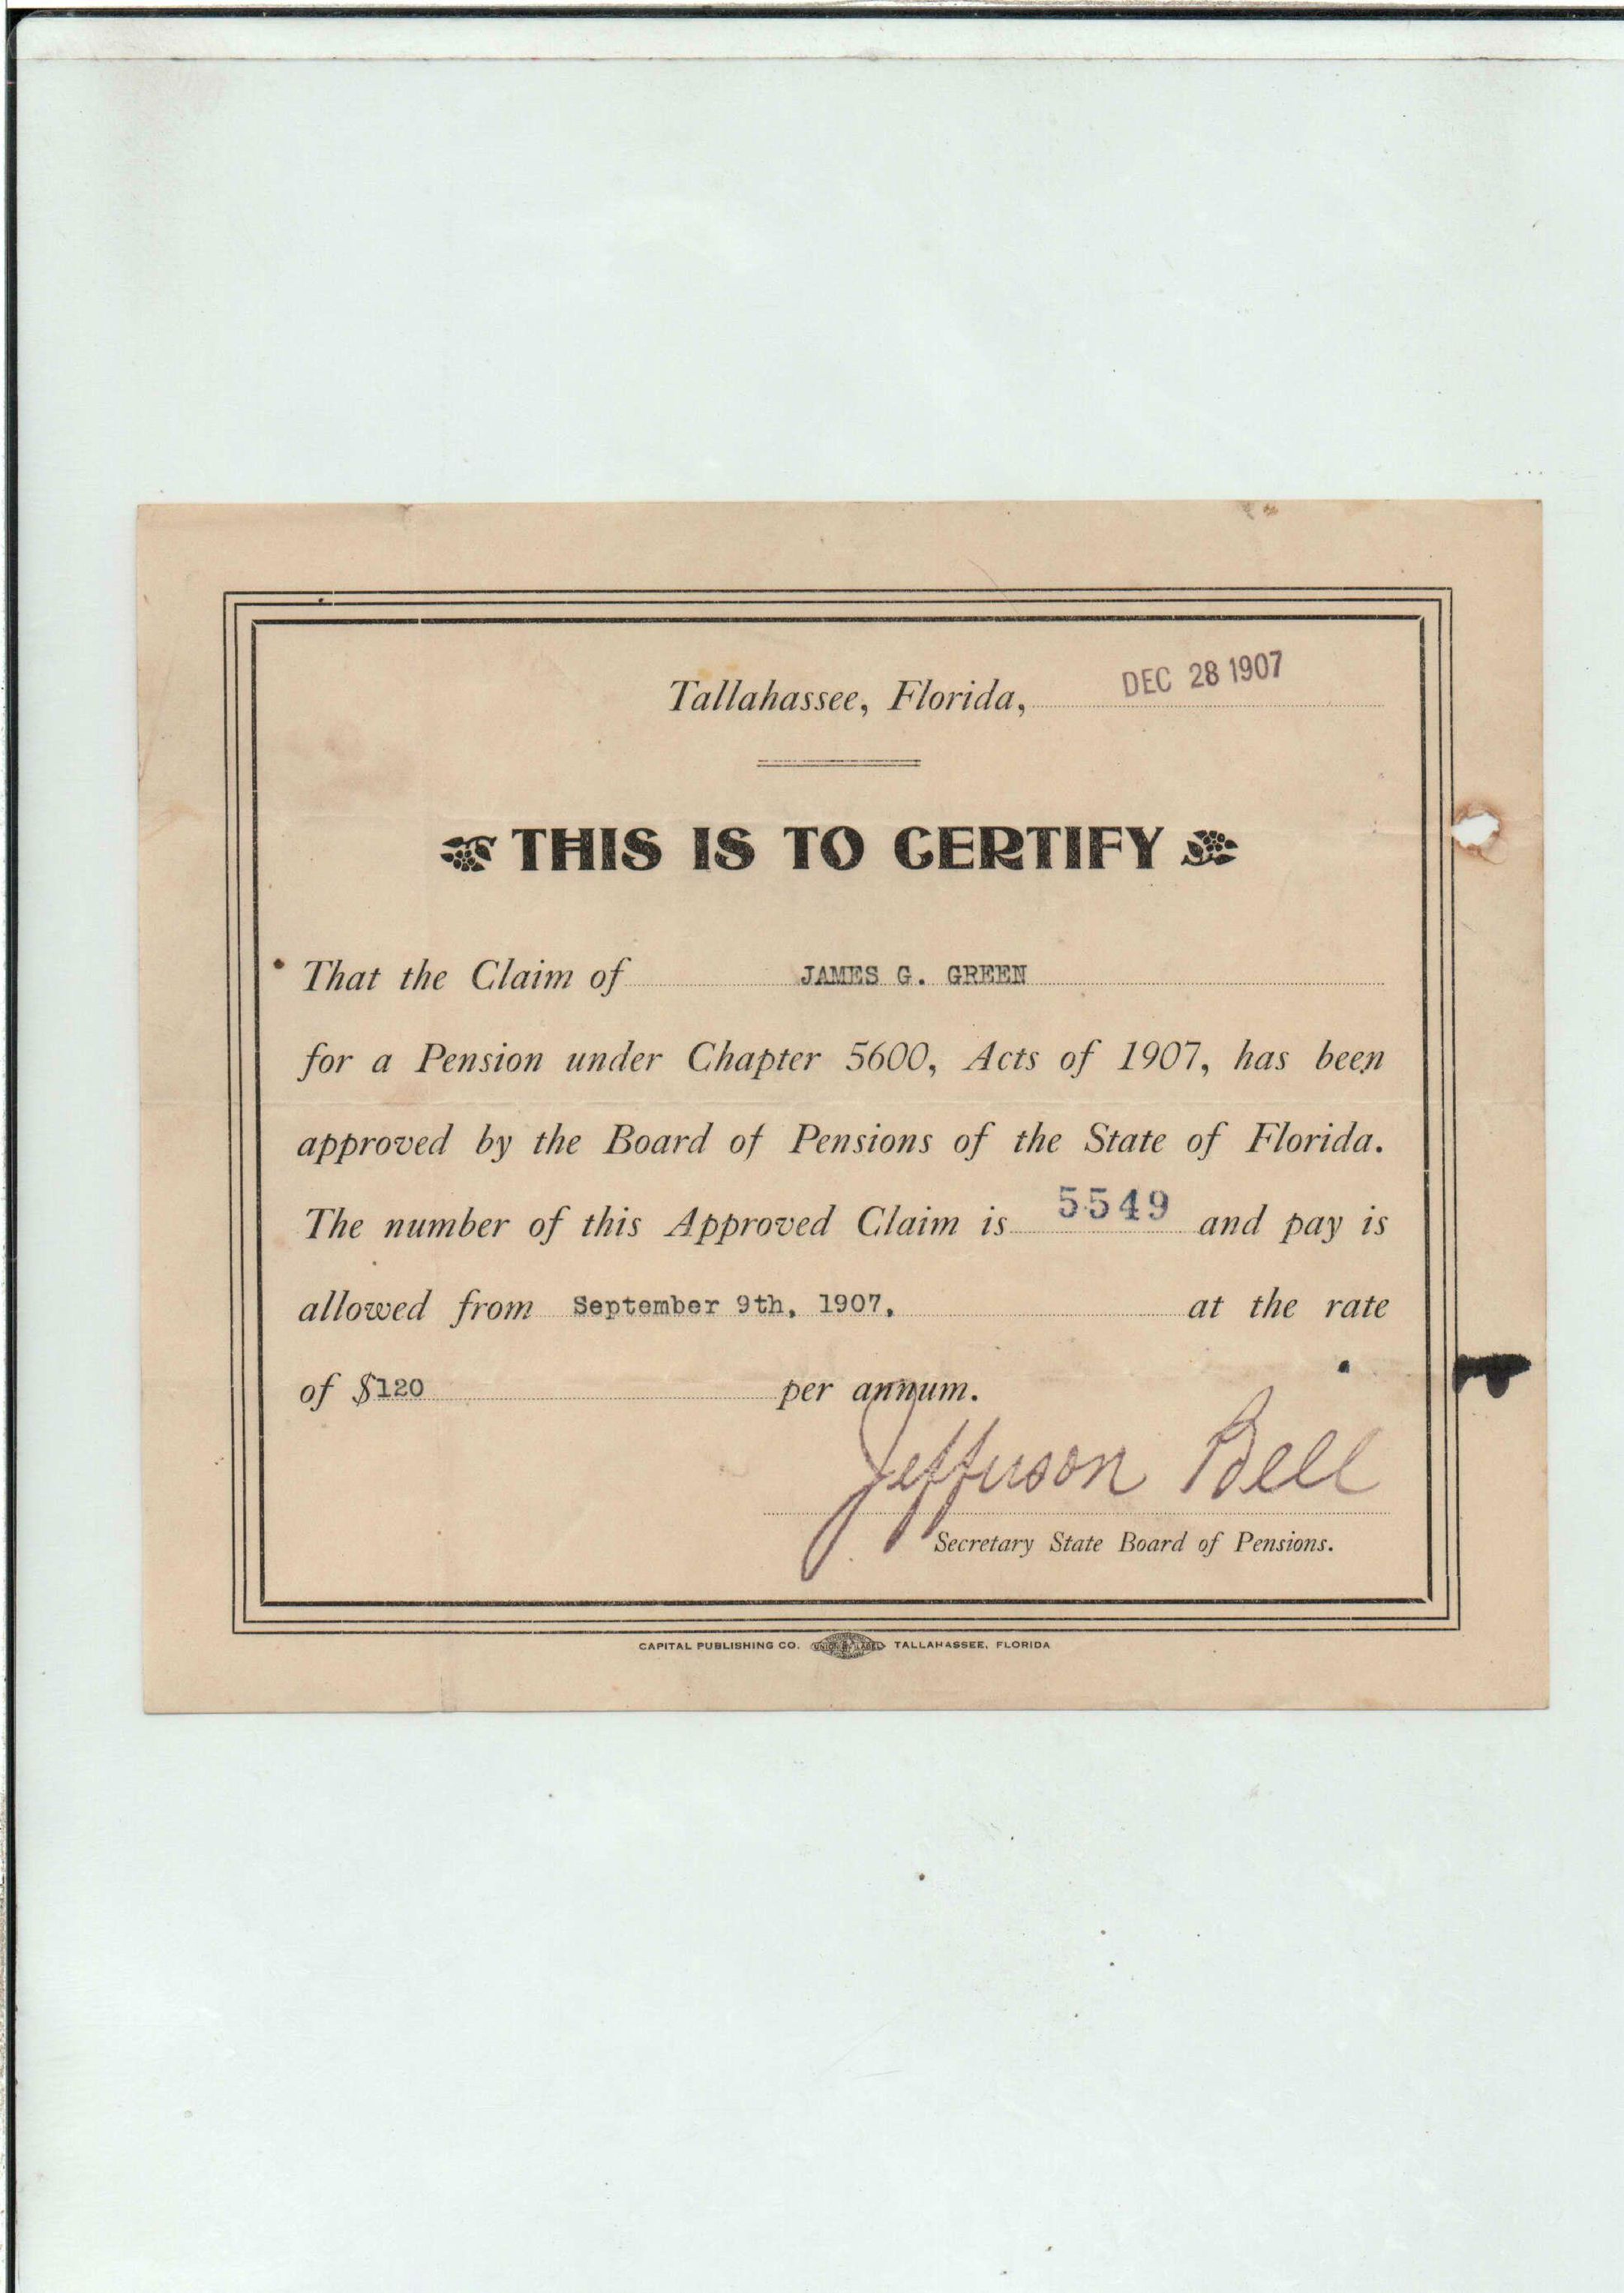 Tallahassee, Florida, DEC 28 1907
THIS IS TO CERTIFY
That the Claim of JAMES G. GREEN
for a Pension under Chapter 5600, Acts of 1907, has been
approved by the Board of Pensions of the State of Florida.
The number of this Approved Claim is 5549 and pay is
allowed from September 9th, 1907, at the rate
of $120 per annum.
Jefferson Bell
Secretary State Board of Pensions.
CAPITAL PUBLISHING CO. UNION LABEL TALLAHASSEE, FLORIDA